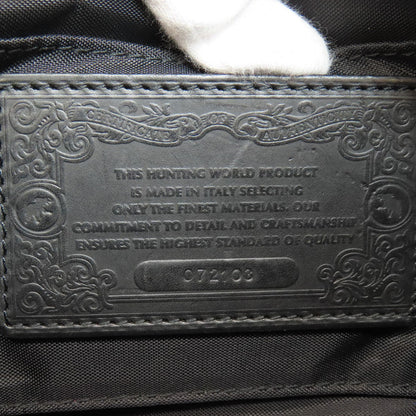 CERTIFICATE OF AUTHENTICITY
THIS HUNTING WORLD PRODUCT
IS MADE IN ITALY SELECTING
ONLY THE FINEST MATERIALS. OUR
COMMITMENT TO DETAIL AND CRAFTSMANSHIP
ENSURES THE HIGHEST STANDARD OF QUALITY
072103